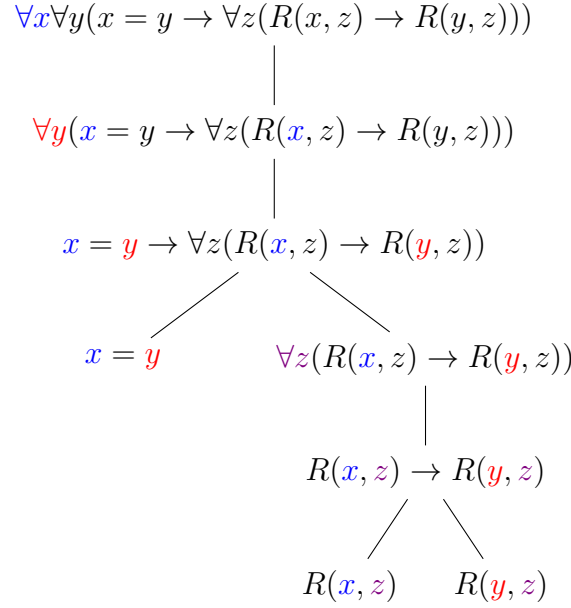 ∀x∀y(x = y → ∀z(R(x, z) → R(y, z)))
∀y(x = y → ∀z(R(x, z) → R(y, z)))
x = y → ∀z(R(x, z) → R(y, z))
x = y
∀z(R(x, z) → R(y, z))
R(x, z) → R(y, z)
R(x, z)
R(y, z)